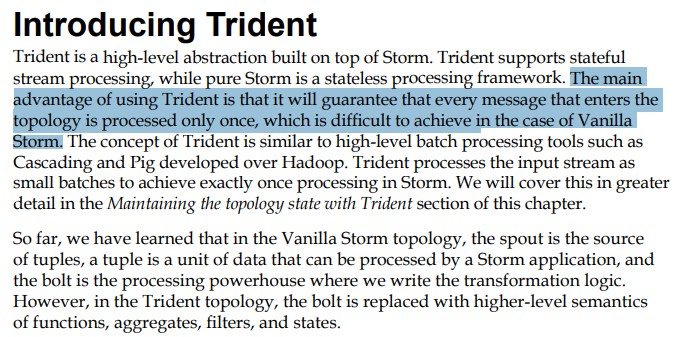 Introducing Trident
Trident is a high-level abstraction built on top of Storm. Trident supports stateful
stream processing, while pure Storm is a stateless processing framework. The main
advantage of using Trident is that it will guarantee that every message that enters the
topology is processed only once, which is difficult to achieve in the case of Vanilla
Storm. The concept of Trident is similar to high-level batch processing tools such as
Cascading and Pig developed over Hadoop. Trident processes the input stream as
small batches to achieve exactly once processing in Storm. We will cover this in greater
detail in the Maintaining the topology state with Trident section of this chapter.
So far, we have learned that in the Vanilla Storm topology, the spout is the source
of tuples, a tuple is a unit of data that can be processed by a Storm application, and
the bolt is the processing powerhouse where we write the transformation logic.
However, in the Trident topology, the bolt is replaced with higher-level semantics
of functions, aggregates, filters, and states.